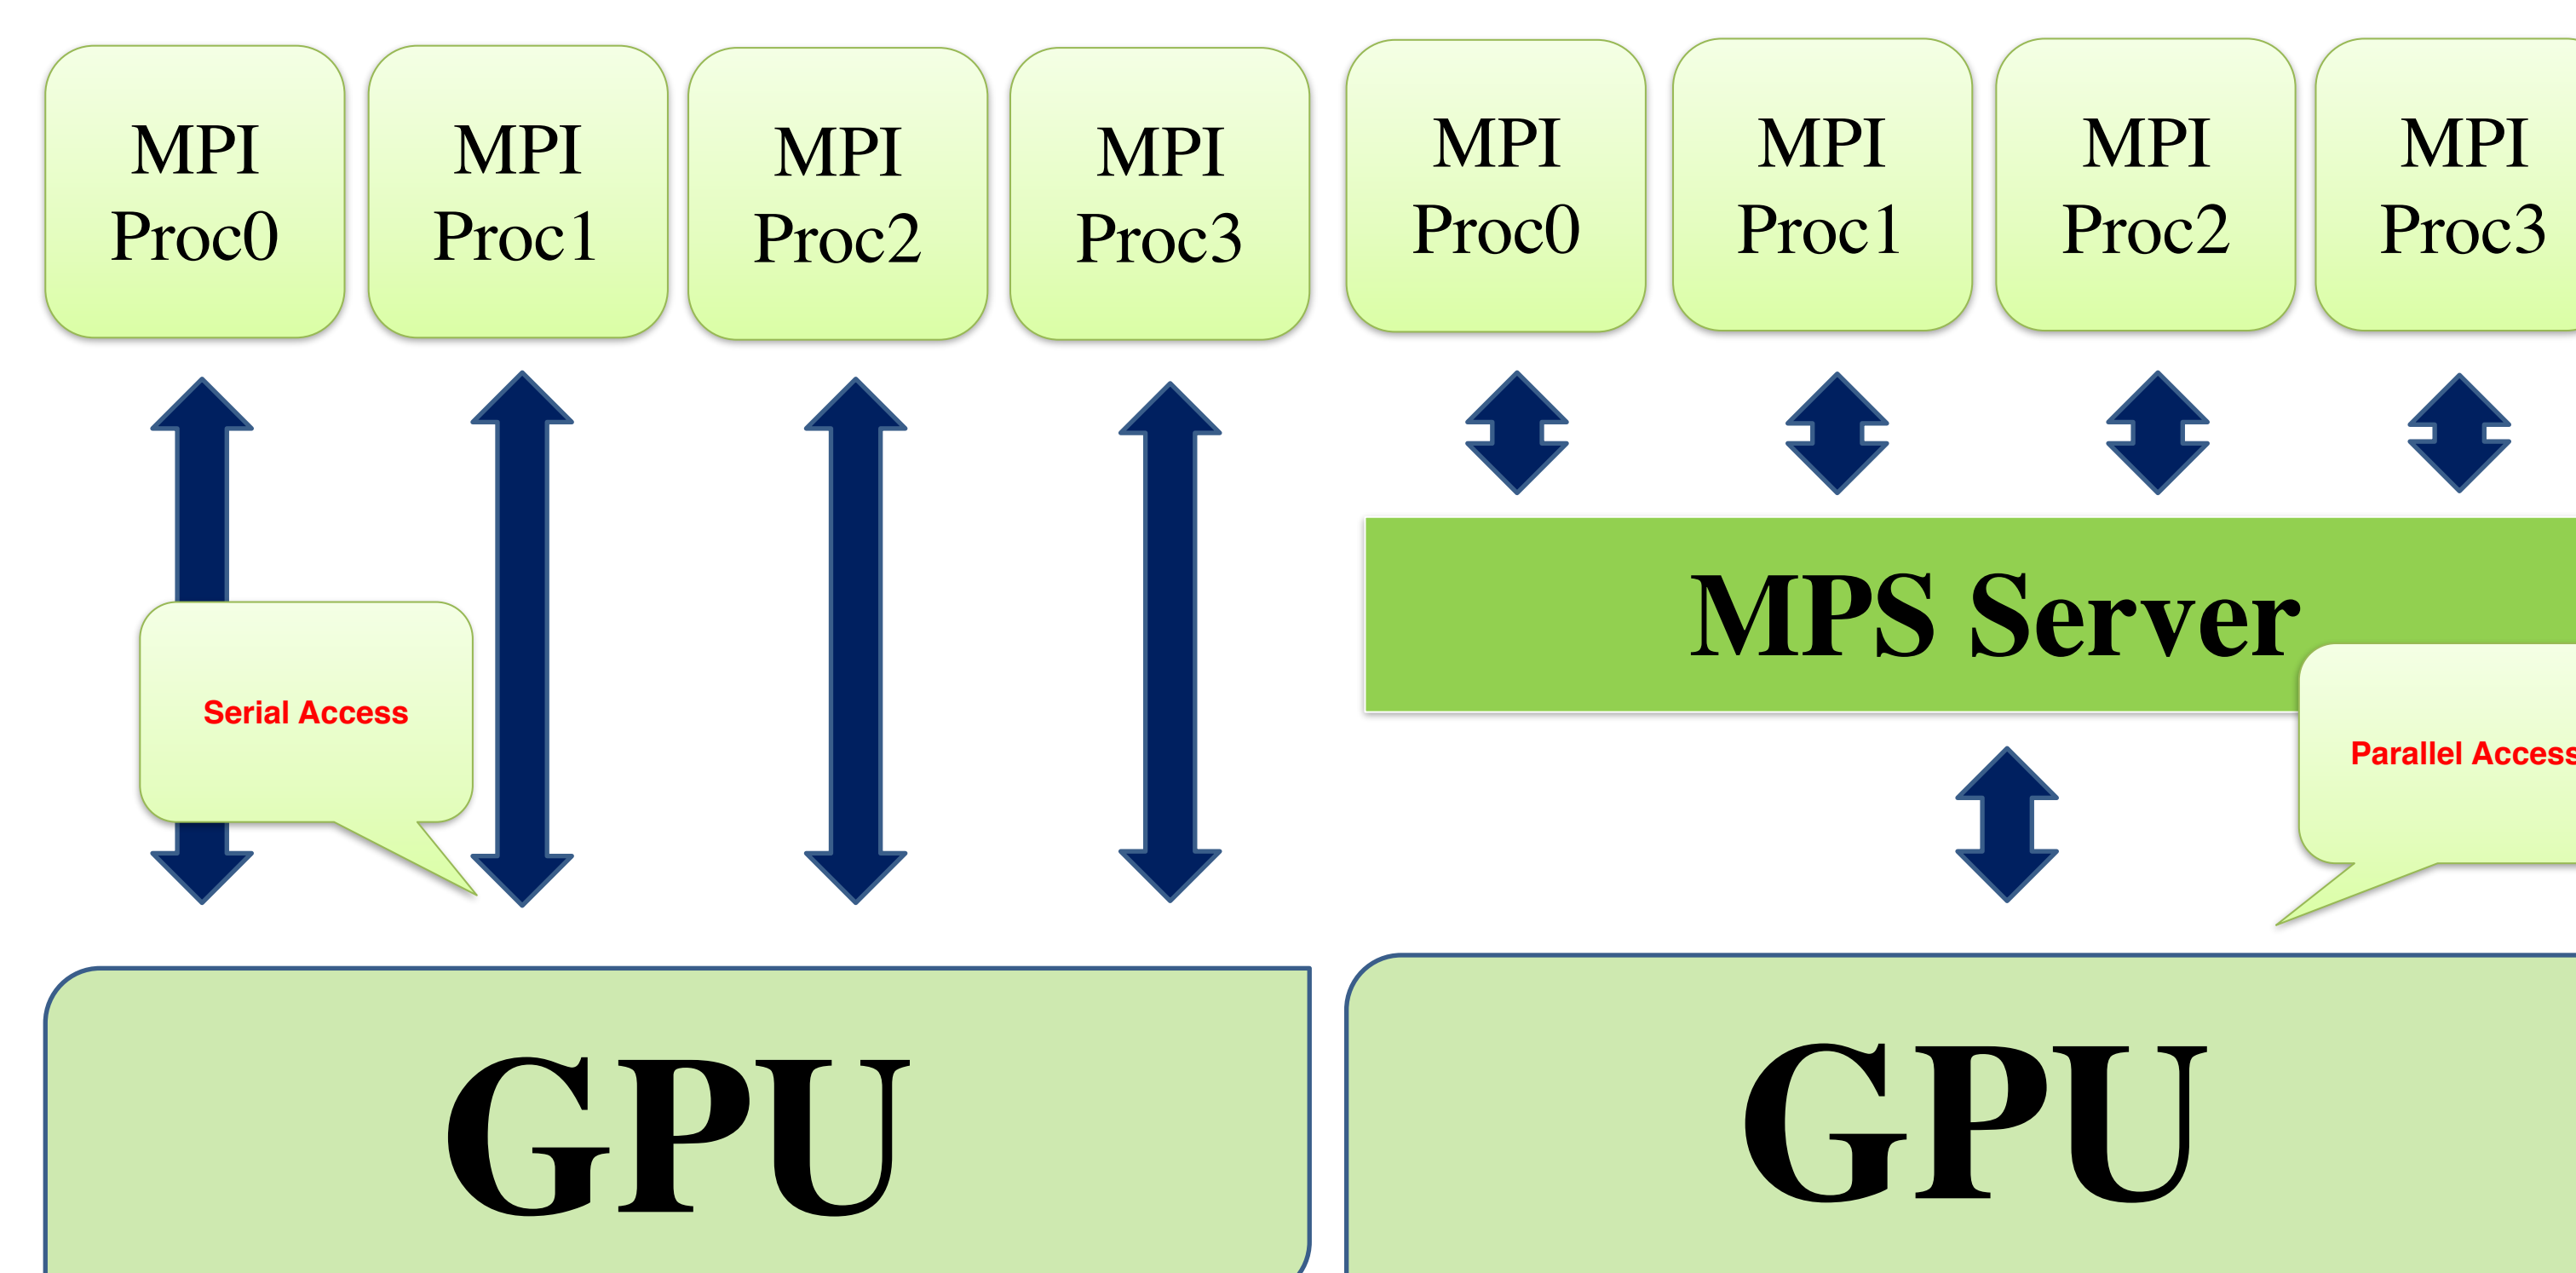 MPI
Proc0
MPI
Proc1
MPI
Proc2
MPI
Proc3
Serial Access
GPU
MPI
Proc0
MPI
Proc1
MPI
Proc2
MPI
Proc3
MPS Server
Parallel Access
GPU